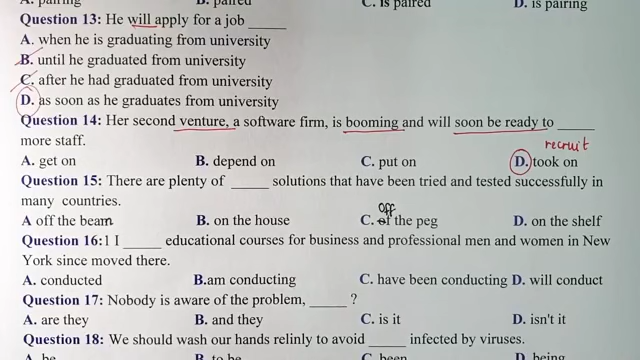 A. pairing B. paired C. is paired D. is pairing
Question 13: He will apply for a job _____
A. when he is graduating from university
B. until he graduated from university
C. after he had graduated from university
D. as soon as he graduates from university
Question 14: Her second venture, a software firm, is booming and will soon be ready to _____
more staff.
recruit
A. get on B. depend on C. put on D. took on
Question 15: There are plenty of _____ solutions that have been tried and tested successfully in
many countries.
off
A off the beam B. on the house C. of the peg D. on the shelf
Question 16:1 I _____ educational courses for business and professional men and women in New
York since moved there.
A. conducted B.am conducting C. have been conducting D. will conduct
Question 17: Nobody is aware of the problem, _____ ?
A. are they B. and they C. is it D. isn't it
Question 18: We should wash our hands relinly to avoid _____ infected by viruses.
A. be B. to be C. been D. being